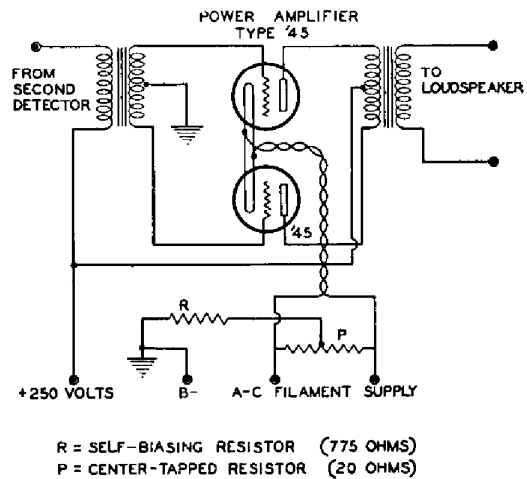 POWER AMPLIFIER
TYPE '45
FROM
SECOND
DETECTOR
TO
LOUDSPEAKER
'45
R
P
+250 VOLTS
B-
A-C FILAMENT SUPPLY
R = SELF-BIASING RESISTOR (775 OHMS)
P = CENTER-TAPPED RESISTOR (20 OHMS)